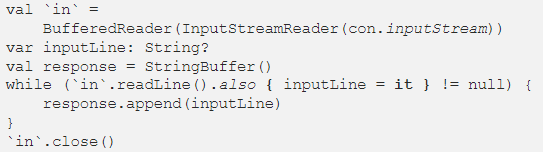 val `in` =
    BufferedReader(InputStreamReader(con.inputStream))
var inputLine: String?
val response = StringBuffer()
while (`in`.readLine().also { inputLine = it } != null) {
    response.append(inputLine)
}
`in`.close()